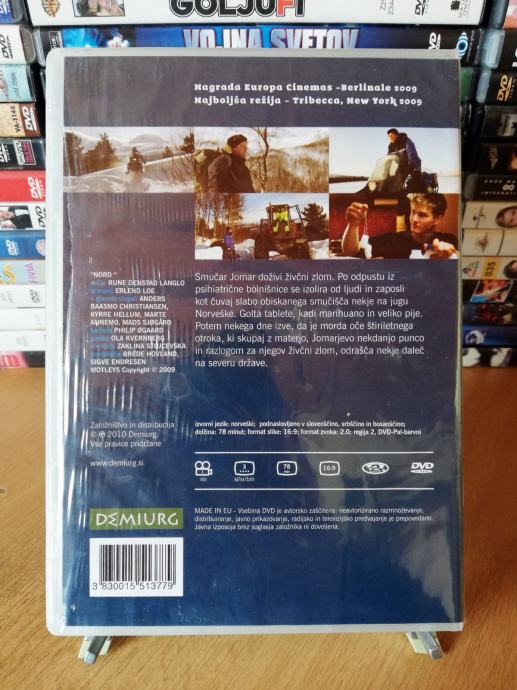 GOLJUFI
VOJNA SVETOV
Nagrada Europa Cinemas -Berlinale 2009
Najboljša režija - Tribecca, New York 2009
"NORD"
RUNE DENSTAD LANGLO
ERLEND LOE
ANDERS
BAASMO CHRISTIANSEN,
KYRRE HELLUM, MARTE
AUNEMO, MADS SJØGÅRD
PHILIP ØGAARD
OLA KVERNBERG
ZAKLINA STOJCEVSKA
BREDE HOVLAND,
SIGVE ENDRESEN
MOTLEYS Copyright © 2009
Smučar Jomar doživi živčni zlom. Po odpustu iz
psihiatrične bolnišnice se izolira od ljudi in zaposli
kot čuvaj slabo obiskanega smučišča nekje na jugu
Norveške. Golta tablete, kadi marihuano in veliko pije.
Potem nekega dne izve, da je morda oče štiriletnega
otroka, ki skupaj z materjo, Jomarjevo nekdanjo punco
in razlogom za njegov živčni zlom, odrašča nekje daleč
na severu države.
Založništvo in distribucija
© ℗ 2010 Demiurg
Vse pravice pridržane
www.demiurg.si
izvorni jezik: norveški; podnaslovljeno v slovenščino, srbščino in bosanščino;
dolžina: 78 minut; format slike: 16:9; format zvoka: 2.0; regija 2, DVD-Pal-barvni
no
3
sl/sr/bin
78
min
16:9
DVD
DEMIURG
MADE IN EU - Vsebina DVD je avtorsko zaščitena: neavtorizirano razmnoževanje,
distribuiranje, javno prikazovanje, radijsko in televizijsko predvajanje je prepovedano.
Javna izposoja brez soglasja založnika ni dovoljena.
3 830015 513779